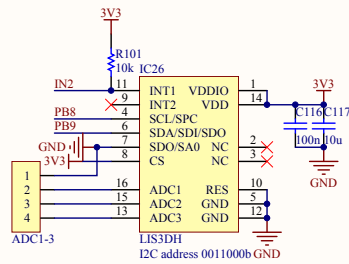 3V3
R101
10k
IC26
IN2
11 INT1 VDDIO 1
3V3
9 INT2 VDD 14
C116 C117
PB8 4 SCL/SPC
PB9 6 SDA/SDI/SDO
100n 10u
GND 7 SDO/SA0 NC 2
3V3 8 CS NC 3
GND
1
2 16 ADC1 RES 10
3 15 ADC2 GND 5
4 13 ADC3 GND 12
ADC1-3
LIS3DH
GND
I2C address 0011000b